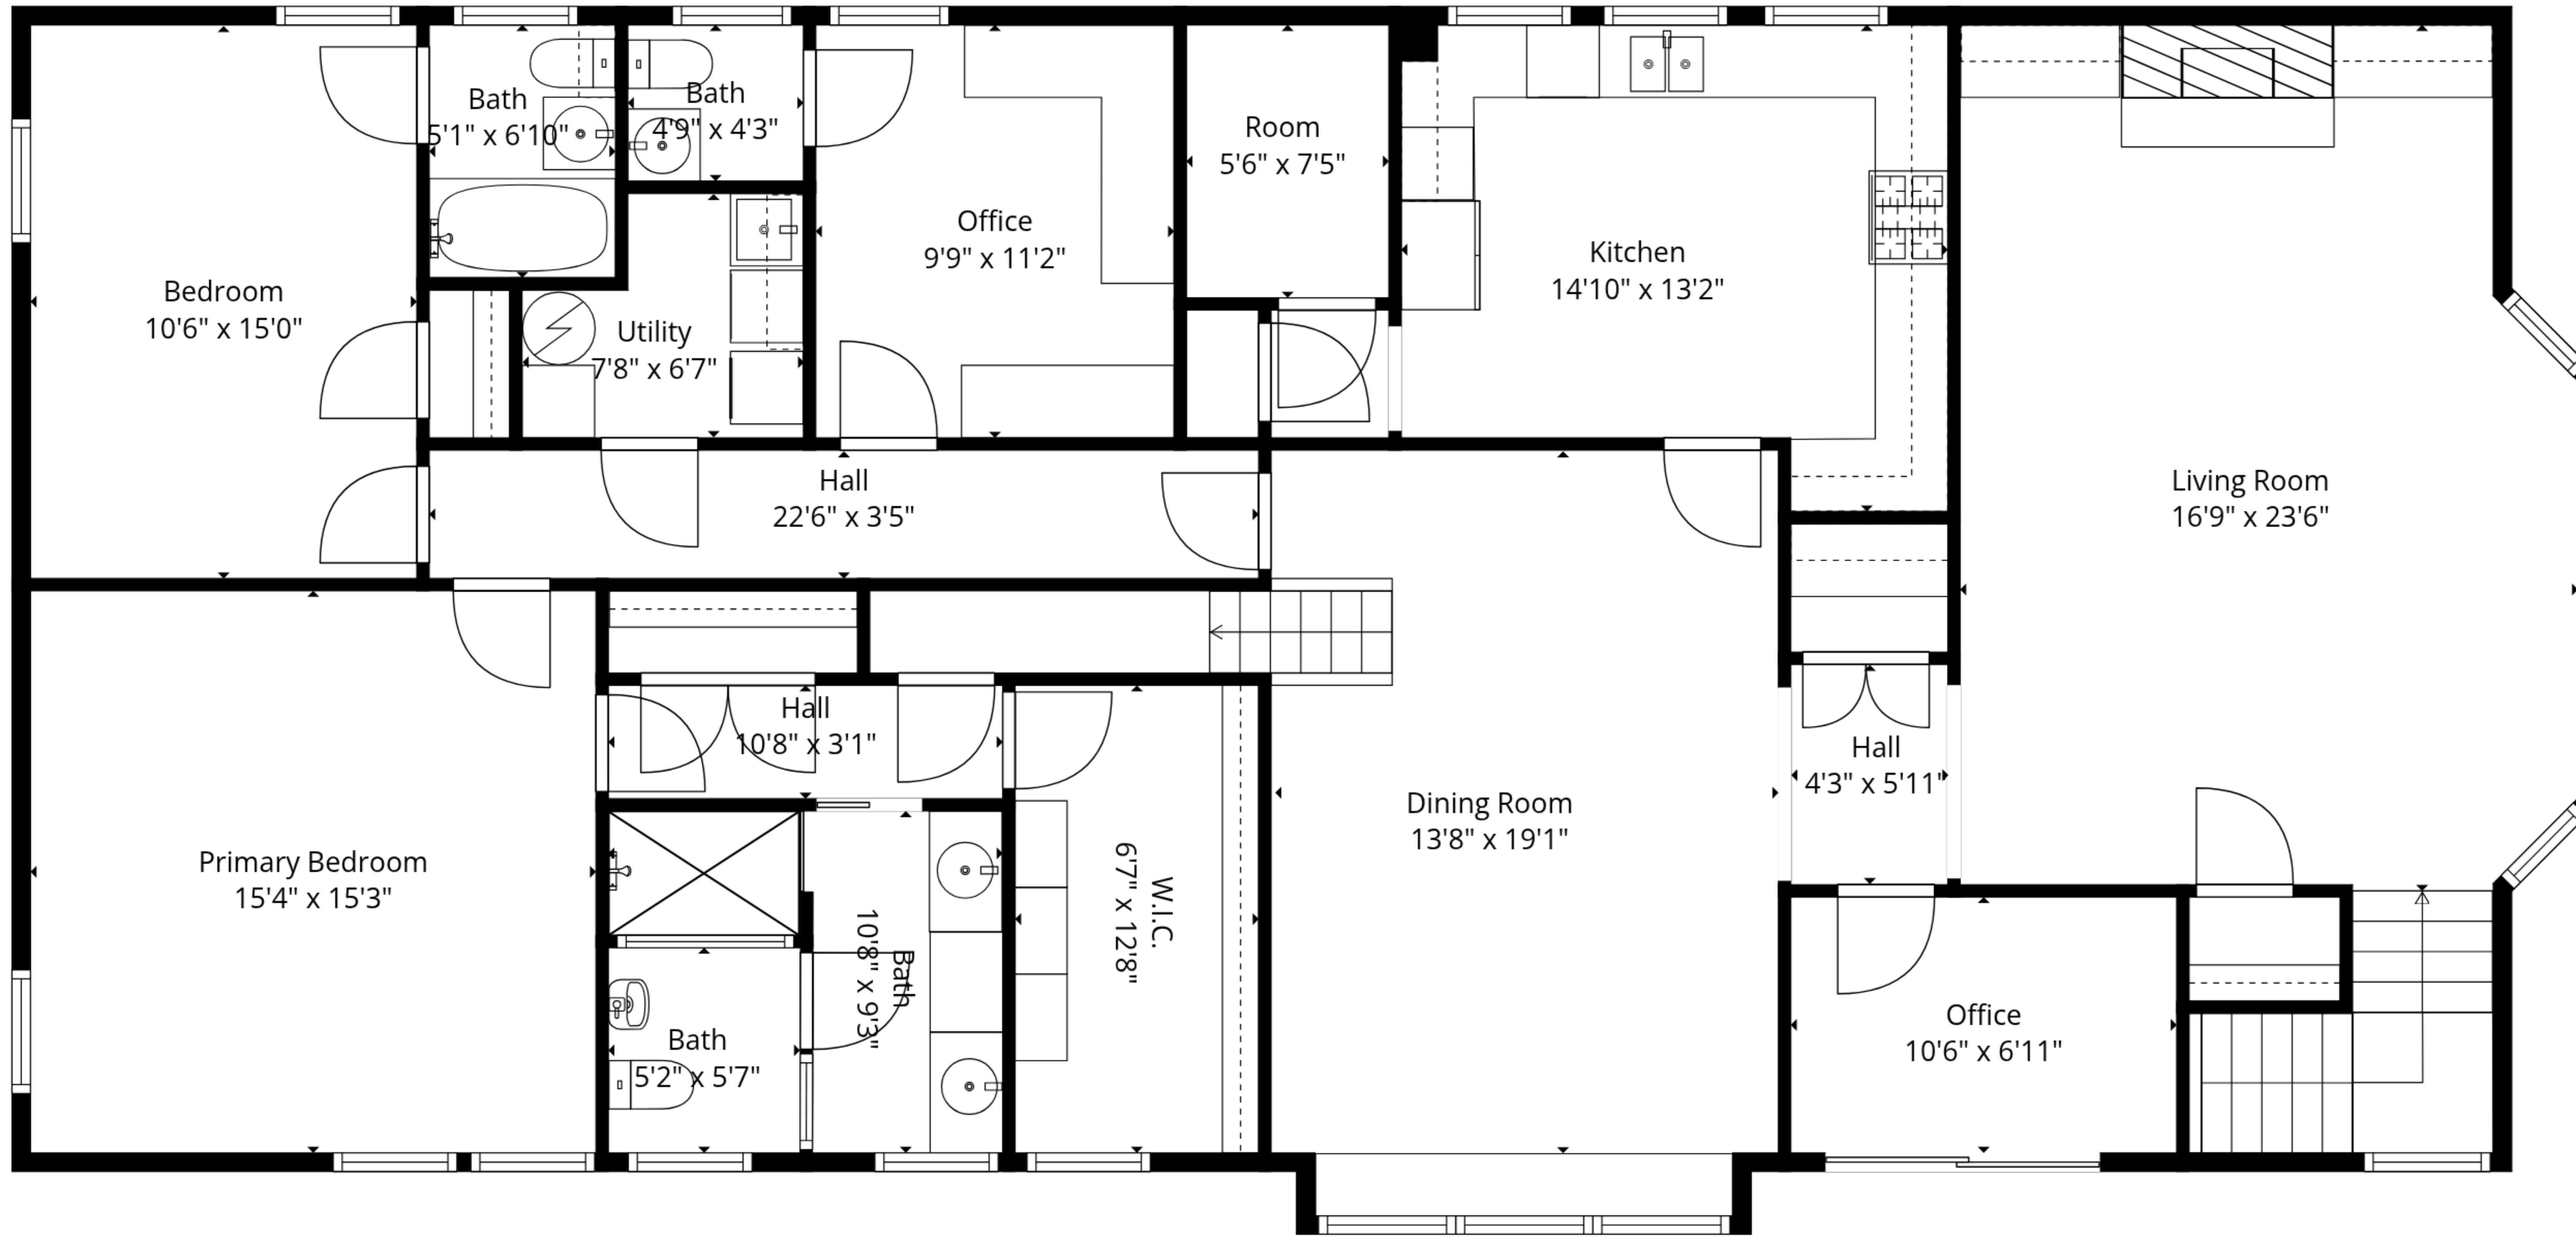 Bath
5'1" x 6'10"
Bath
4'9" x 4'3"
Room
5'6" x 7'5"
Office
9'9" x 11'2"
Kitchen
14'10" x 13'2"
Bedroom
10'6" x 15'0"
Utility
7'8" x 6'7"
Hall
22'6" x 3'5"
Living Room
16'9" x 23'6"
Hall
10'8" x 3'1"
Hall
4'3" x 5'11"
Dining Room
13'8" x 19'1"
Primary Bedroom
15'4" x 15'3"
W.I.C.
6'7" x 12'8"
Bath
10'8" x 9'3"
Bath
5'2" x 5'7"
Office
10'6" x 6'11"